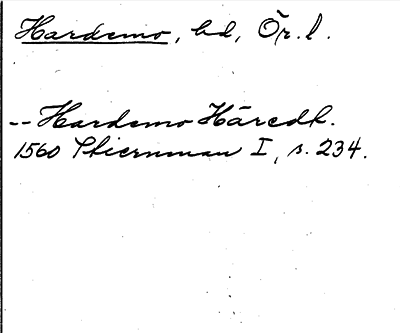 Hardemo, hd, Ör. l.
-- Hardemo Häredh.
1560 Stiernman I, s. 234.